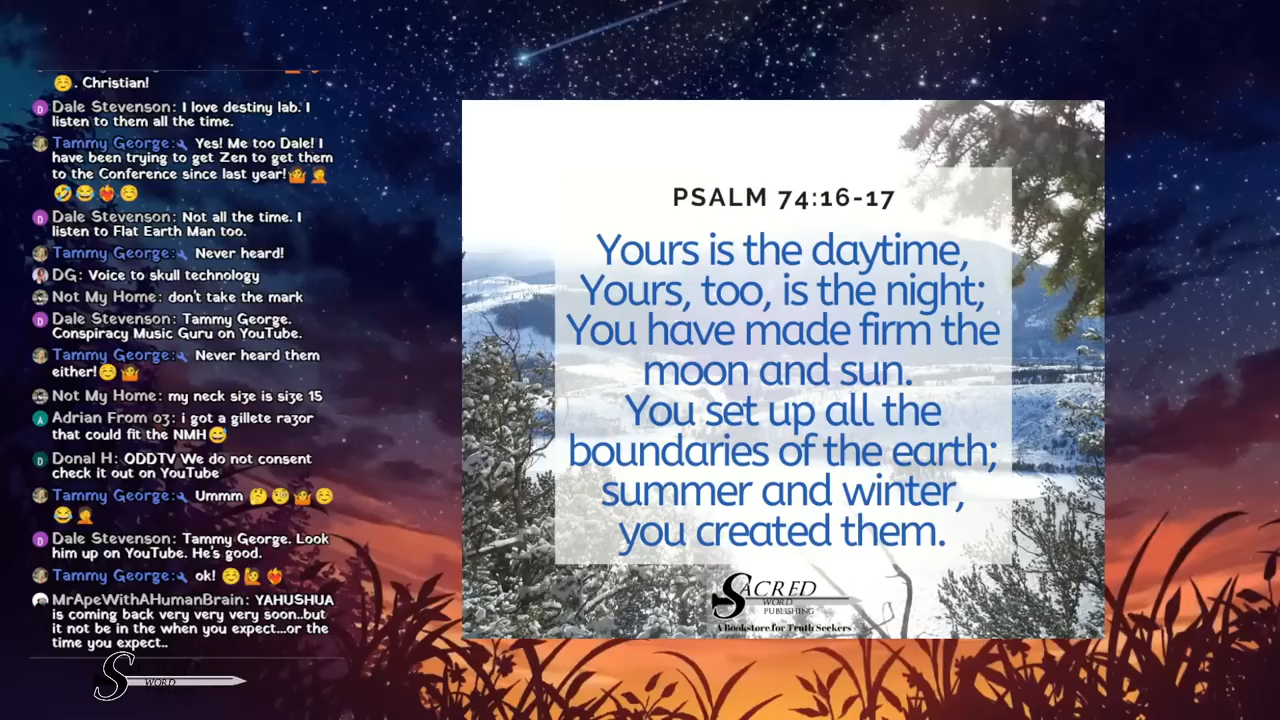 ☺️. Christian!
Dale Stevenson: I love destiny lab. I
listen to them all the time.
Tammy George: Yes! Me too Dale! I
have been trying to get Zen to get them
to the Conference since last year!🤷🤦
🤣😂❤️‍🔥☺️
Dale Stevenson: Not all the time. I
listen to Flat Earth Man too.
Tammy George: Never heard!
DG: Voice to skull technology
Not My Home: don't take the mark
Dale Stevenson: Tammy George.
Conspiracy Music Guru on YouTube.
Tammy George: Never heard them
either!☺️🤷
Not My Home: my neck size is size 15
Adrian From 03: i got a gillete razor
that could fit the NMH😅
Donal H: ODDTV We do not consent
check it out on YouTube
Tammy George: Ummm 🤔🧐🤷☺️
😂🤦
Dale Stevenson: Tammy George. Look
him up on YouTube. He's good.
Tammy George: ok! ☺️🙋❤️‍🔥
MrApeWithAHumanBrain: YAHUSHUA
is coming back very very very soon..but
it not be in the when you expect...or the
time you expect..
SACRED
WORD
PSALM 74:16-17
Yours is the daytime,
Yours, too, is the night;
You have made firm the
moon and sun.
You set up all the
boundaries of the earth;
summer and winter,
you created them.
SACRED
WORD
PUBLISHING
A Bookstore for Truth Seekers